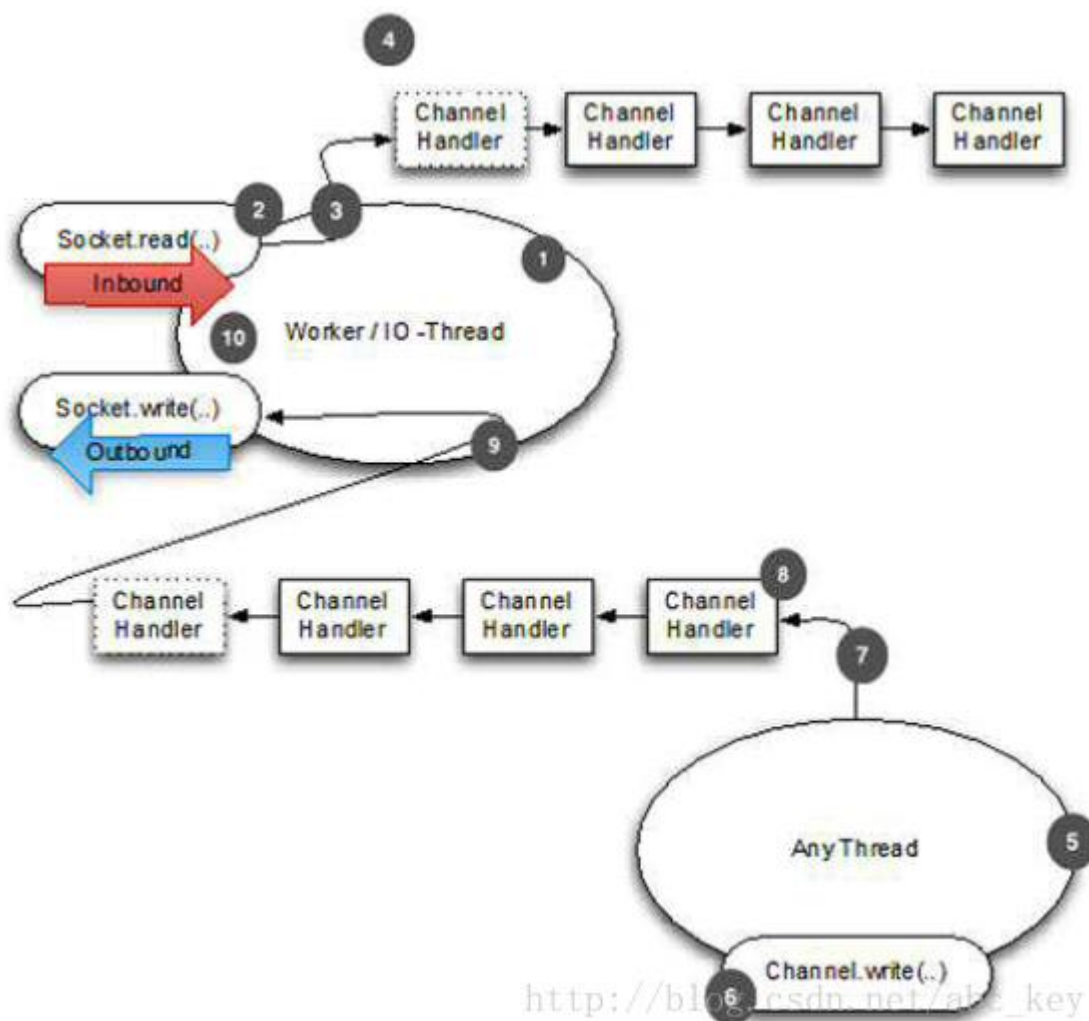 4
Channel
Handler
Channel
Handler
Channel
Handler
Channel
Handler
2
3
Socket.read(..)
1
Inbound
10
Worker / IO -Thread
Socket.write(..)
9
Outbound
8
Channel
Handler
Channel
Handler
Channel
Handler
Channel
Handler
7
Any Thread
5
Channel.write(..)
6
http://blog.csdn.net/abc_key